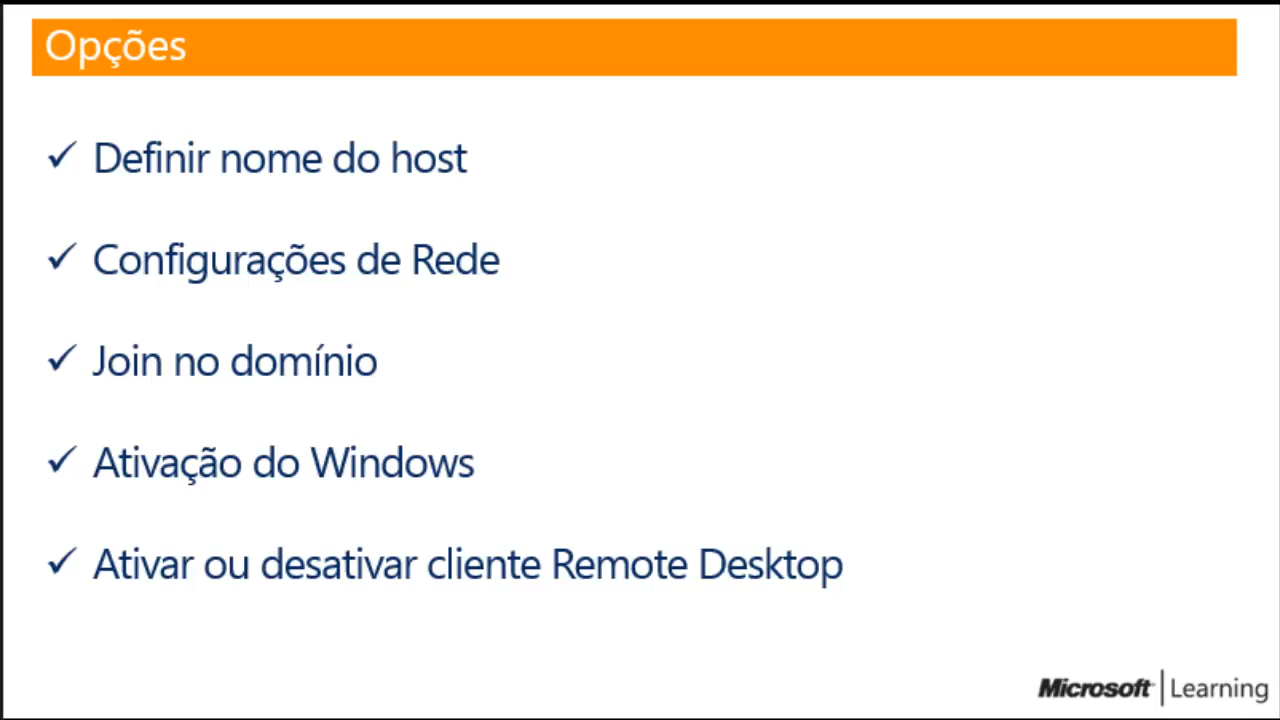 Opções
✓ Definir nome do host
✓ Configurações de Rede
✓ Join no domínio
✓ Ativação do Windows
✓ Ativar ou desativar cliente Remote Desktop
Microsoft | Learning